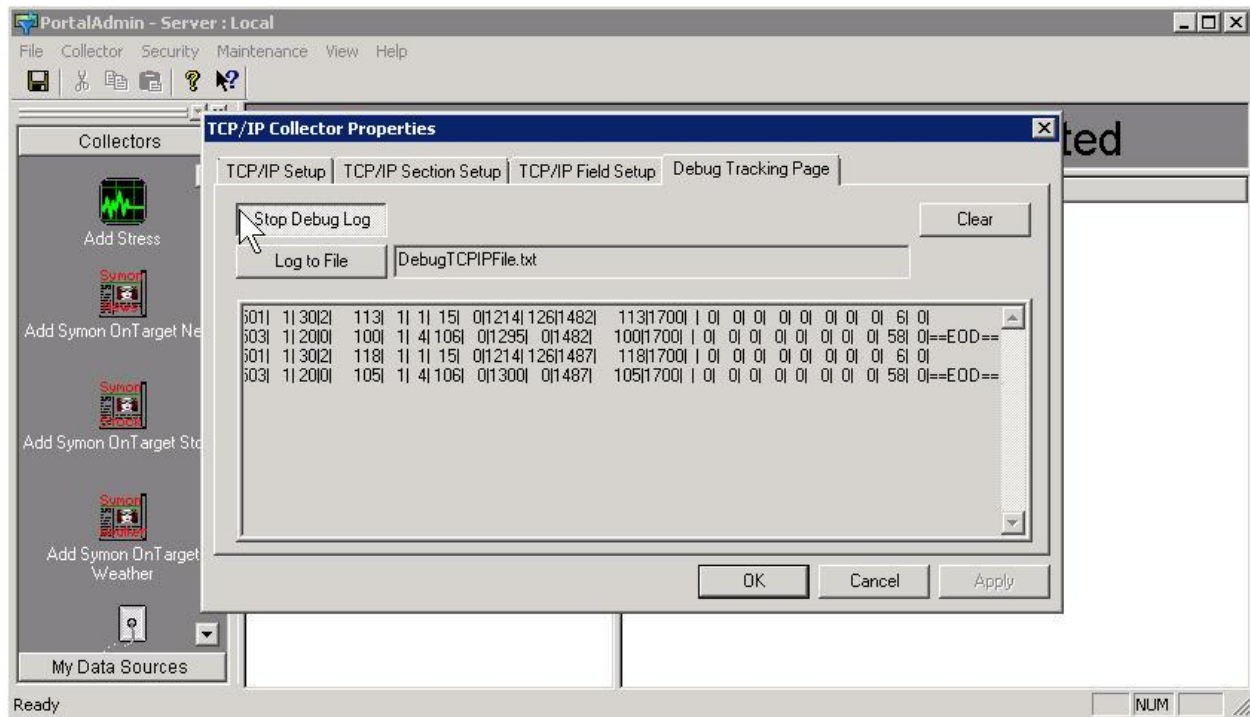 PortalAdmin - Server : Local
File Collector Security Maintenance View Help
Collectors
ted
Add Stress
Symon
News
Add Symon OnTarget Ne
Symon
Stock
Add Symon OnTarget Sto
Symon
Weather
Add Symon OnTarget
Weather
My Data Sources
TCP/IP Collector Properties
TCP/IP Setup TCP/IP Section Setup TCP/IP Field Setup Debug Tracking Page
Stop Debug Log Clear
Log to File DebugTCPIPFile.txt
501| 1| 30|2| 113| 1| 1| 15| 0|1214| 126|1482| 113|1700| | 0| 0| 0| 0| 0| 0| 0| 6| 0|
503| 1| 20|0| 100| 1| 4| 106| 0|1295| 0|1482| 100|1700| | 0| 0| 0| 0| 0| 0| 0| 58| 0|==EOD==
501| 1| 30|2| 118| 1| 1| 15| 0|1214| 126|1487| 118|1700| | 0| 0| 0| 0| 0| 0| 0| 6| 0|
503| 1| 20|0| 105| 1| 4| 106| 0|1300| 0|1487| 105|1700| | 0| 0| 0| 0| 0| 0| 0| 58| 0|==EOD==
OK Cancel Apply
Ready NUM